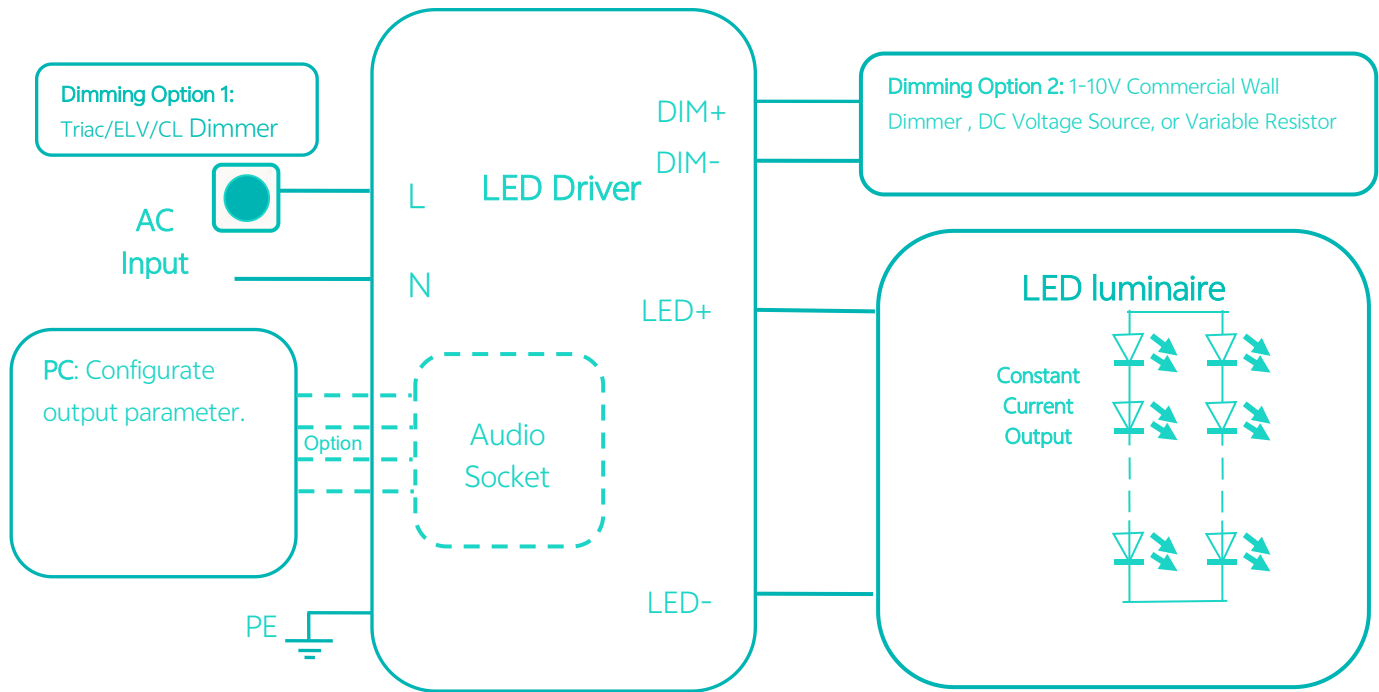 Dimming Option 1:
Triac/ELV/CL Dimmer
AC
Input
L
N
PC: Configurate
output parameter.
Option
PE
LED Driver
Audio
Socket
DIM+
DIM-
LED+
LED-
Dimming Option 2: 1-10V Commercial Wall
Dimmer , DC Voltage Source, or Variable Resistor
LED luminaire
Constant
Current
Output